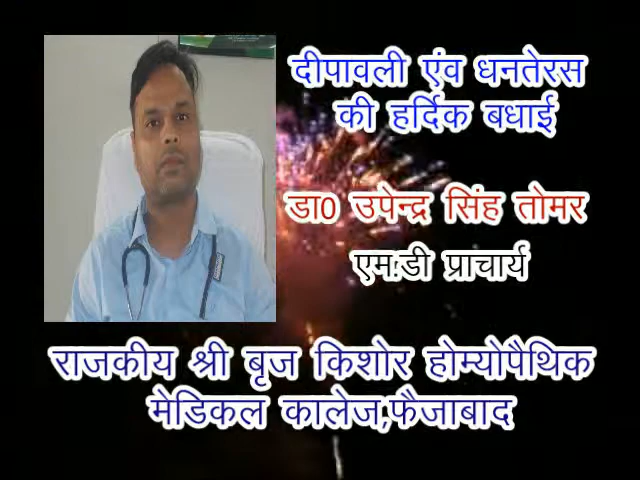 दीपावली एंव धनतेरस
की हर्दिक बधाई
डा0 उपेन्द्र सिंह तोमर
एम.डी प्राचार्य
राजकीय श्री बृज किशोर होम्योपैथिक
मेडिकल कालेज,फैजाबाद